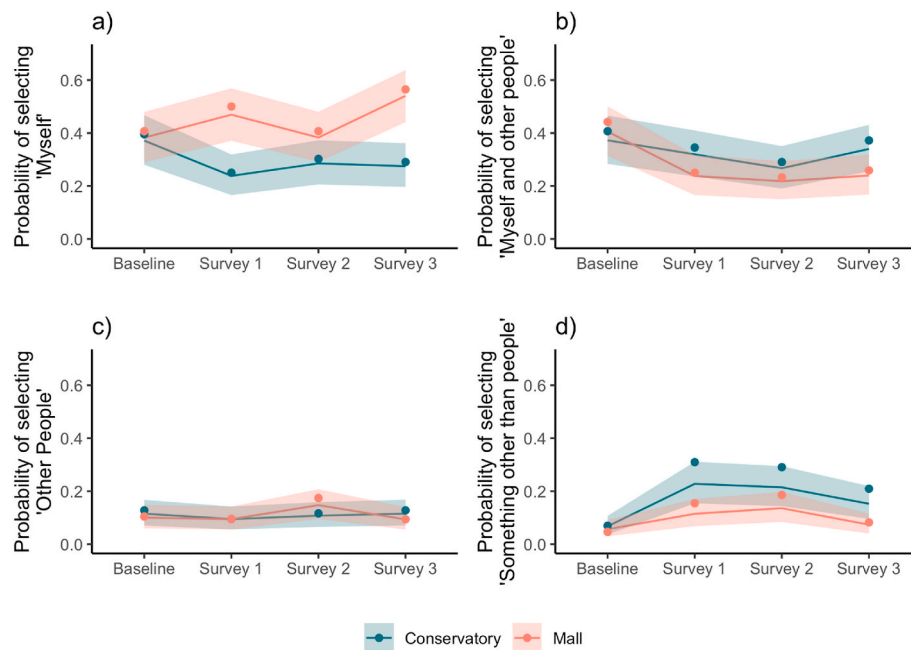 a)
Probability of selecting
'Myself'
0.6
0.4
0.2
0.0
Baseline Survey 1 Survey 2 Survey 3
b)
Probability of selecting
'Myself and other people'
0.6
0.4
0.2
0.0
Baseline Survey 1 Survey 2 Survey 3
c)
Probability of selecting
'Other People'
0.6
0.4
0.2
0.0
Baseline Survey 1 Survey 2 Survey 3
d)
Probability of selecting
'Something other than people'
0.6
0.4
0.2
0.0
Baseline Survey 1 Survey 2 Survey 3
Conservatory Mall